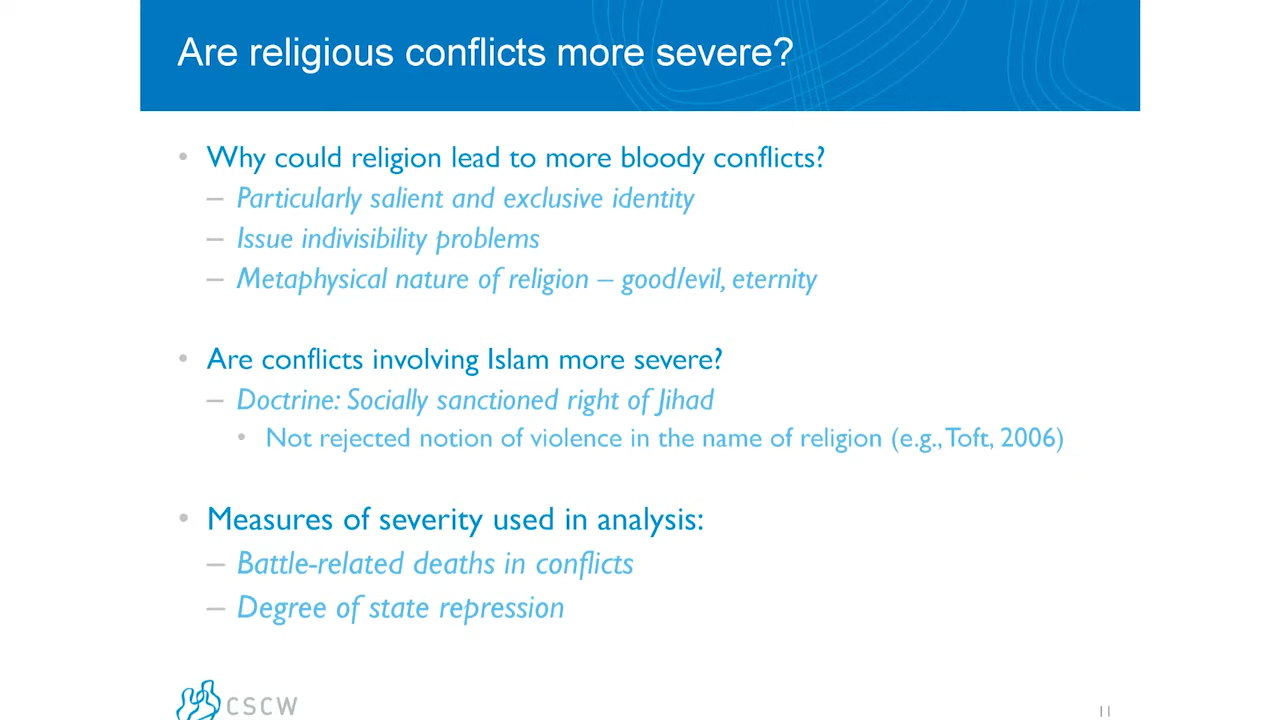 Are religious conflicts more severe?
• Why could religion lead to more bloody conflicts?
– Particularly salient and exclusive identity
– Issue indivisibility problems
– Metaphysical nature of religion – good/evil, eternity
• Are conflicts involving Islam more severe?
– Doctrine: Socially sanctioned right of Jihad
• Not rejected notion of violence in the name of religion (e.g., Toft, 2006)
• Measures of severity used in analysis:
– Battle-related deaths in conflicts
– Degree of state repression
CSCW
11